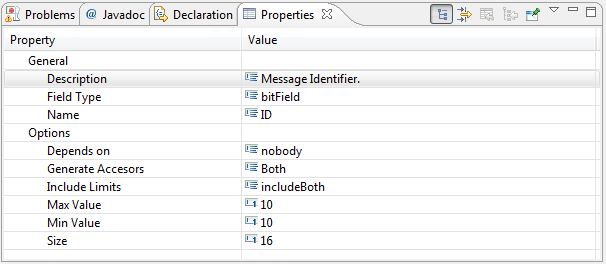 Problems @ Javadoc Declaration Properties
Property Value
General
Description Message Identifier.
Field Type bitField
Name ID
Options
Depends on nobody
Generate Accesors Both
Include Limits includeBoth
Max Value 10
Min Value 10
Size 16